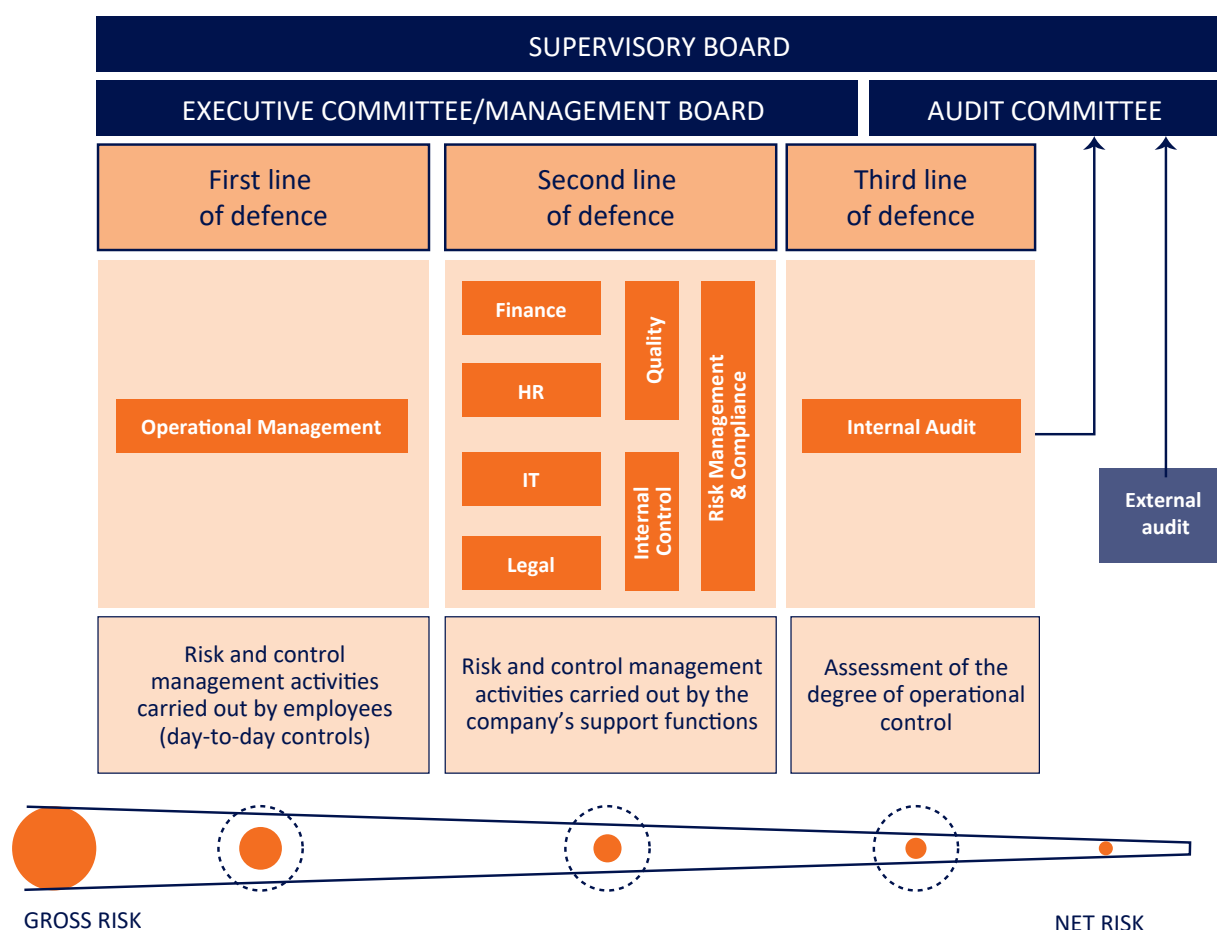 SUPERVISORY BOARD
EXECUTIVE COMMITTEE/MANAGEMENT BOARD
AUDIT COMMITTEE
First line
of defence
Second line
of defence
Third line
of defence
Operational Management
Finance
HR
IT
Legal
Quality
Internal
Control
Risk Management
& Compliance
Internal Audit
External
audit
Risk and control
management activities
carried out by employees
(day-to-day controls)
Risk and control management
activities carried out by the
company’s support functions
Assessment of the
degree of operational
control
GROSS RISK
NET RISK